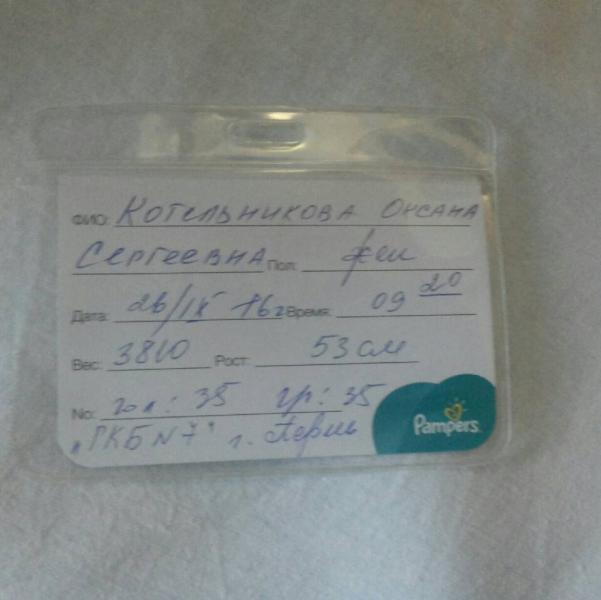 ФИО: Котельникова Оксана
Сергеевна Пол: жен
Дата: 26/IX 16г Время: 09 20
Вес: 3810 Рост: 53 см
No: гол: 35 гр: 35
„ГКБ N7" г. Пермь
Pampers